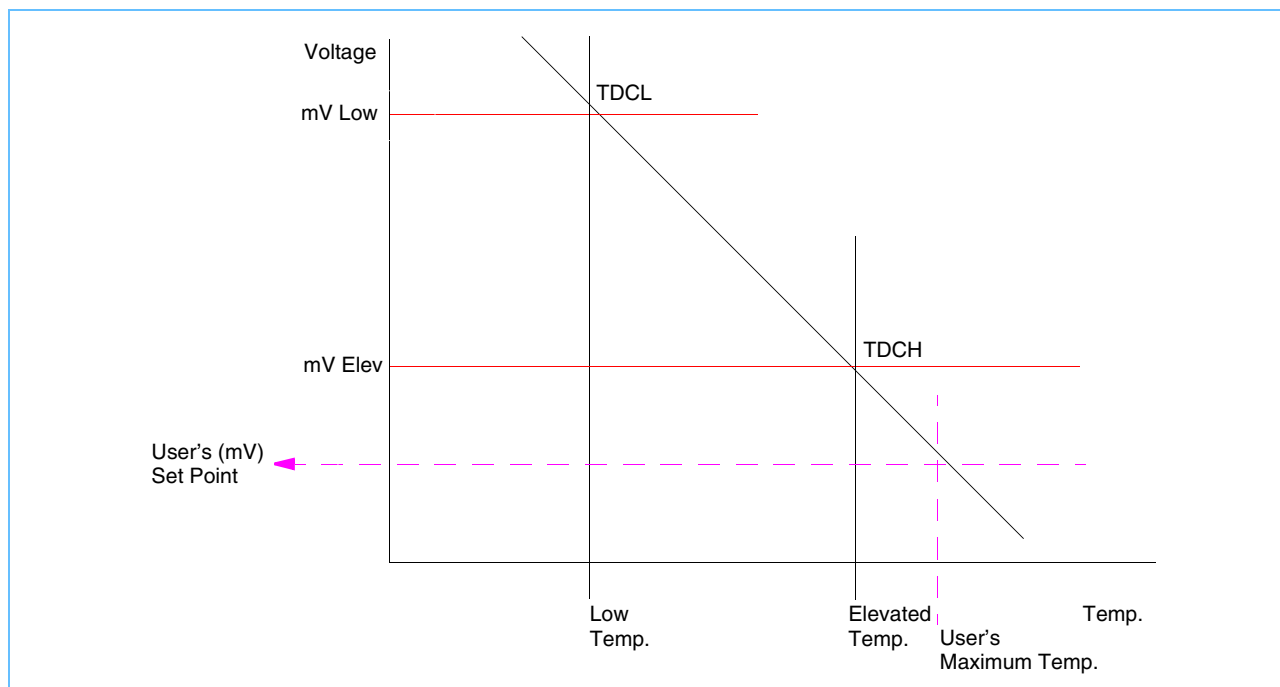 Voltage
TDCL
mV Low
TDCH
mV Elev
User's (mV)
Set Point
Low
Temp.
Elevated
Temp.
Temp.
User's
Maximum Temp.